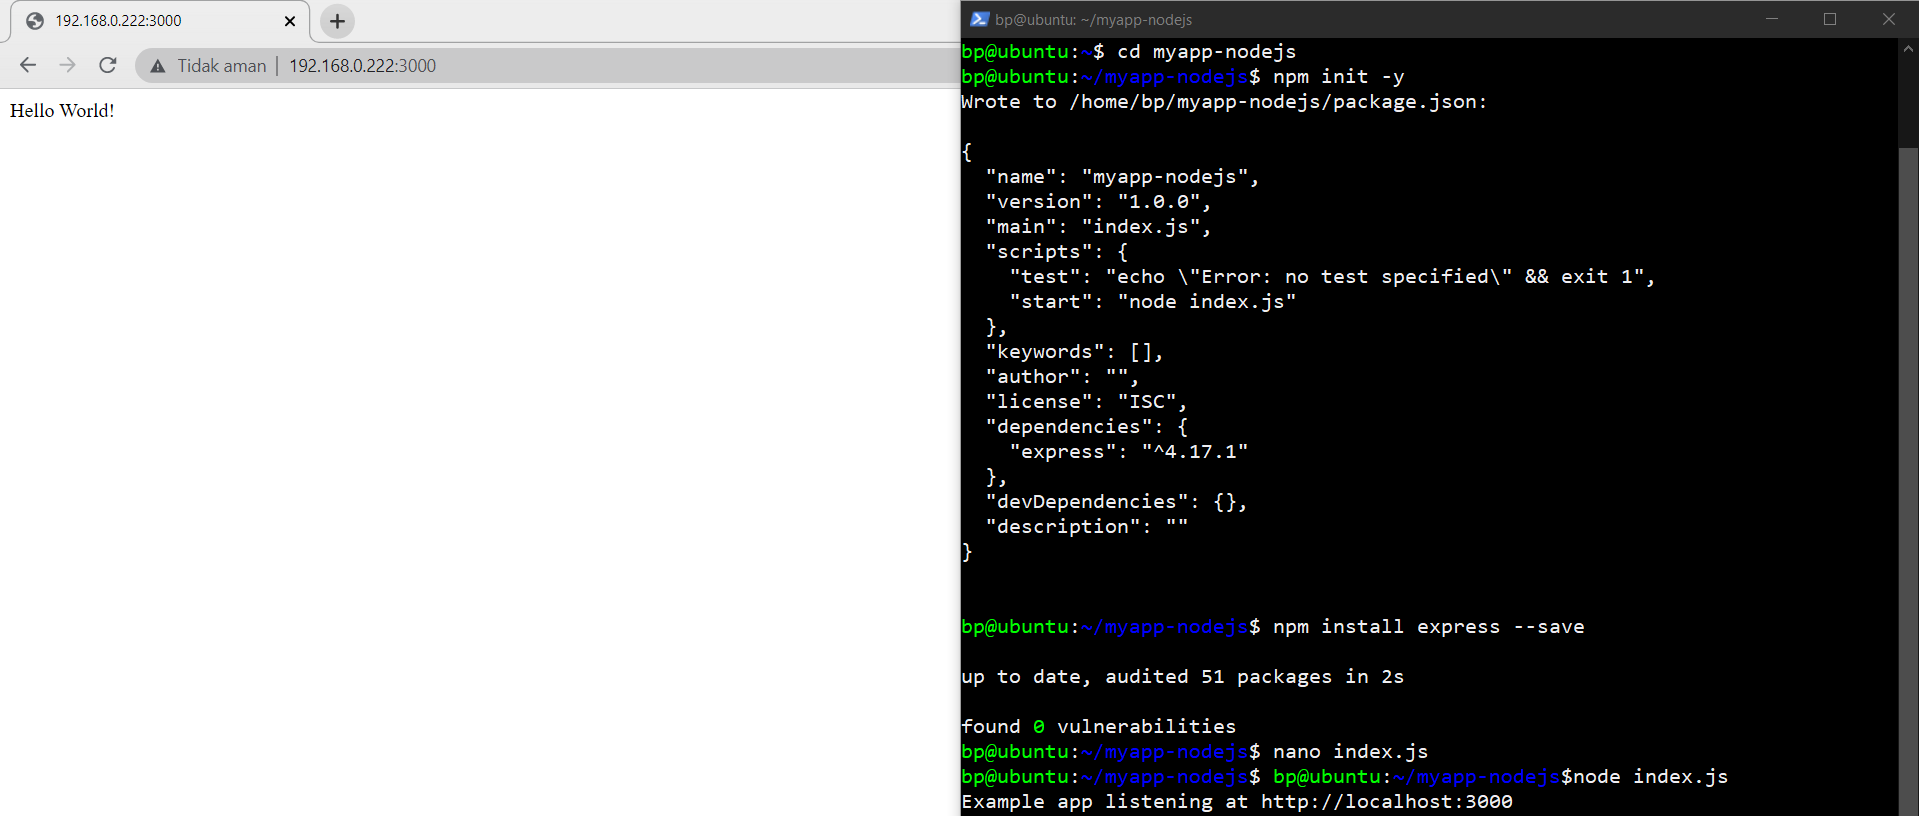 192.168.0.222:3000
Tidak aman | 192.168.0.222:3000
Hello World!
bp@ubuntu: ~/myapp-nodejs
bp@ubuntu:~$ cd myapp-nodejs
bp@ubuntu:~/myapp-nodejs$ npm init -y
Wrote to /home/bp/myapp-nodejs/package.json:
{
  "name": "myapp-nodejs",
  "version": "1.0.0",
  "main": "index.js",
  "scripts": {
    "test": "echo \"Error: no test specified\" && exit 1",
    "start": "node index.js"
  },
  "keywords": [],
  "author": "",
  "license": "ISC",
  "dependencies": {
    "express": "^4.17.1"
  },
  "devDependencies": {},
  "description": ""
}
bp@ubuntu:~/myapp-nodejs$ npm install express --save
up to date, audited 51 packages in 2s
found 0 vulnerabilities
bp@ubuntu:~/myapp-nodejs$ nano index.js
bp@ubuntu:~/myapp-nodejs$ bp@ubuntu:~/myapp-nodejs$node index.js
Example app listening at http://localhost:3000